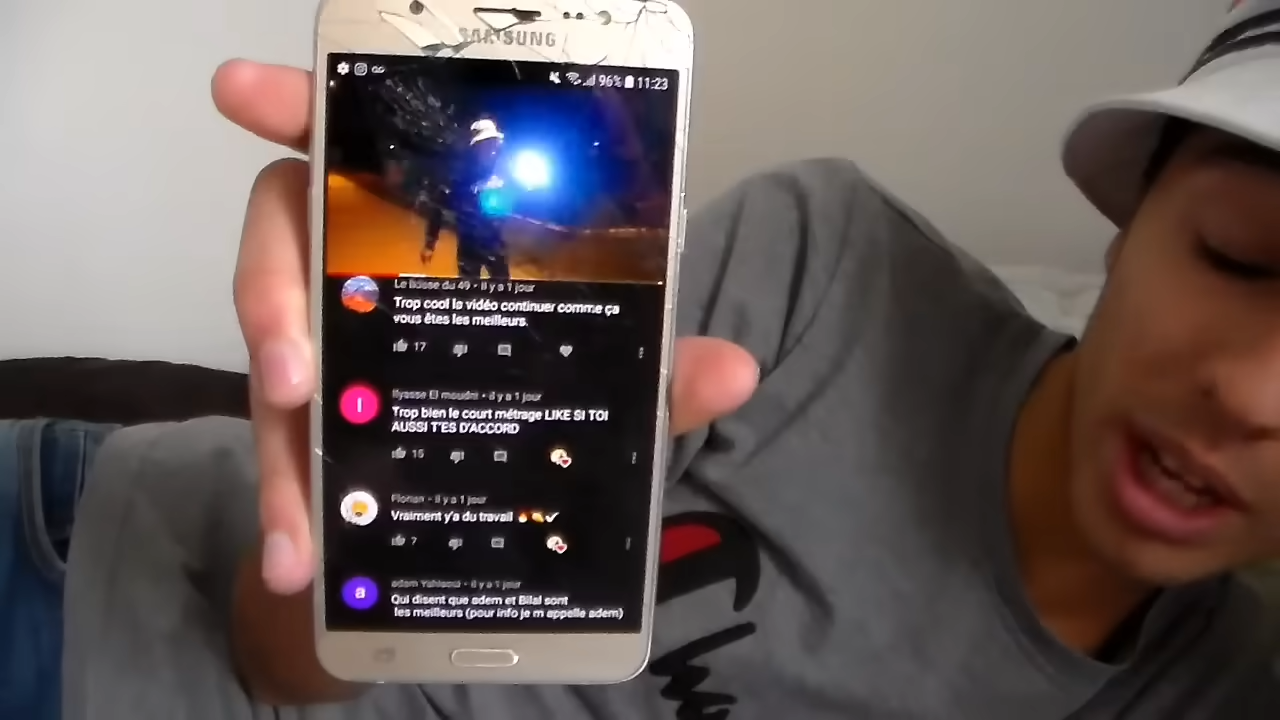 SAMSUNG
96% 11:23
Le bosse du 49 • il y a 1 jour
Trop cool la vidéo continuer comme ça
vous êtes les meilleurs.
17
I
Ilyasse El moudni • il y a 1 jour
Trop bien le court métrage LIKE SI TOI
AUSSI T'ES D'ACCORD
15
Florian • il y a 1 jour
Vraiment y'a du travail 🔥💪✔
7
a
adem Yahiaoui • il y a 1 jour
Qui disent que adem et Bilal sont
les meilleurs (pour info je m appelle adem)